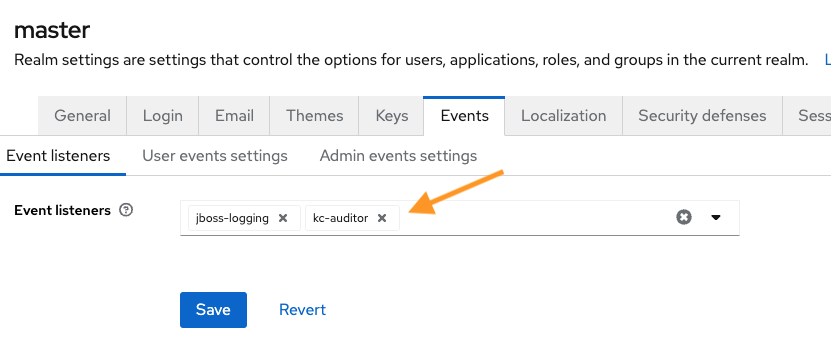 master
Realm settings are settings that control the options for users, applications, roles, and groups in the current realm. L
General Login Email Themes Keys Events Localization Security defenses Sess
Event listeners User events settings Admin events settings
Event listeners jboss-logging kc-auditor
Save Revert